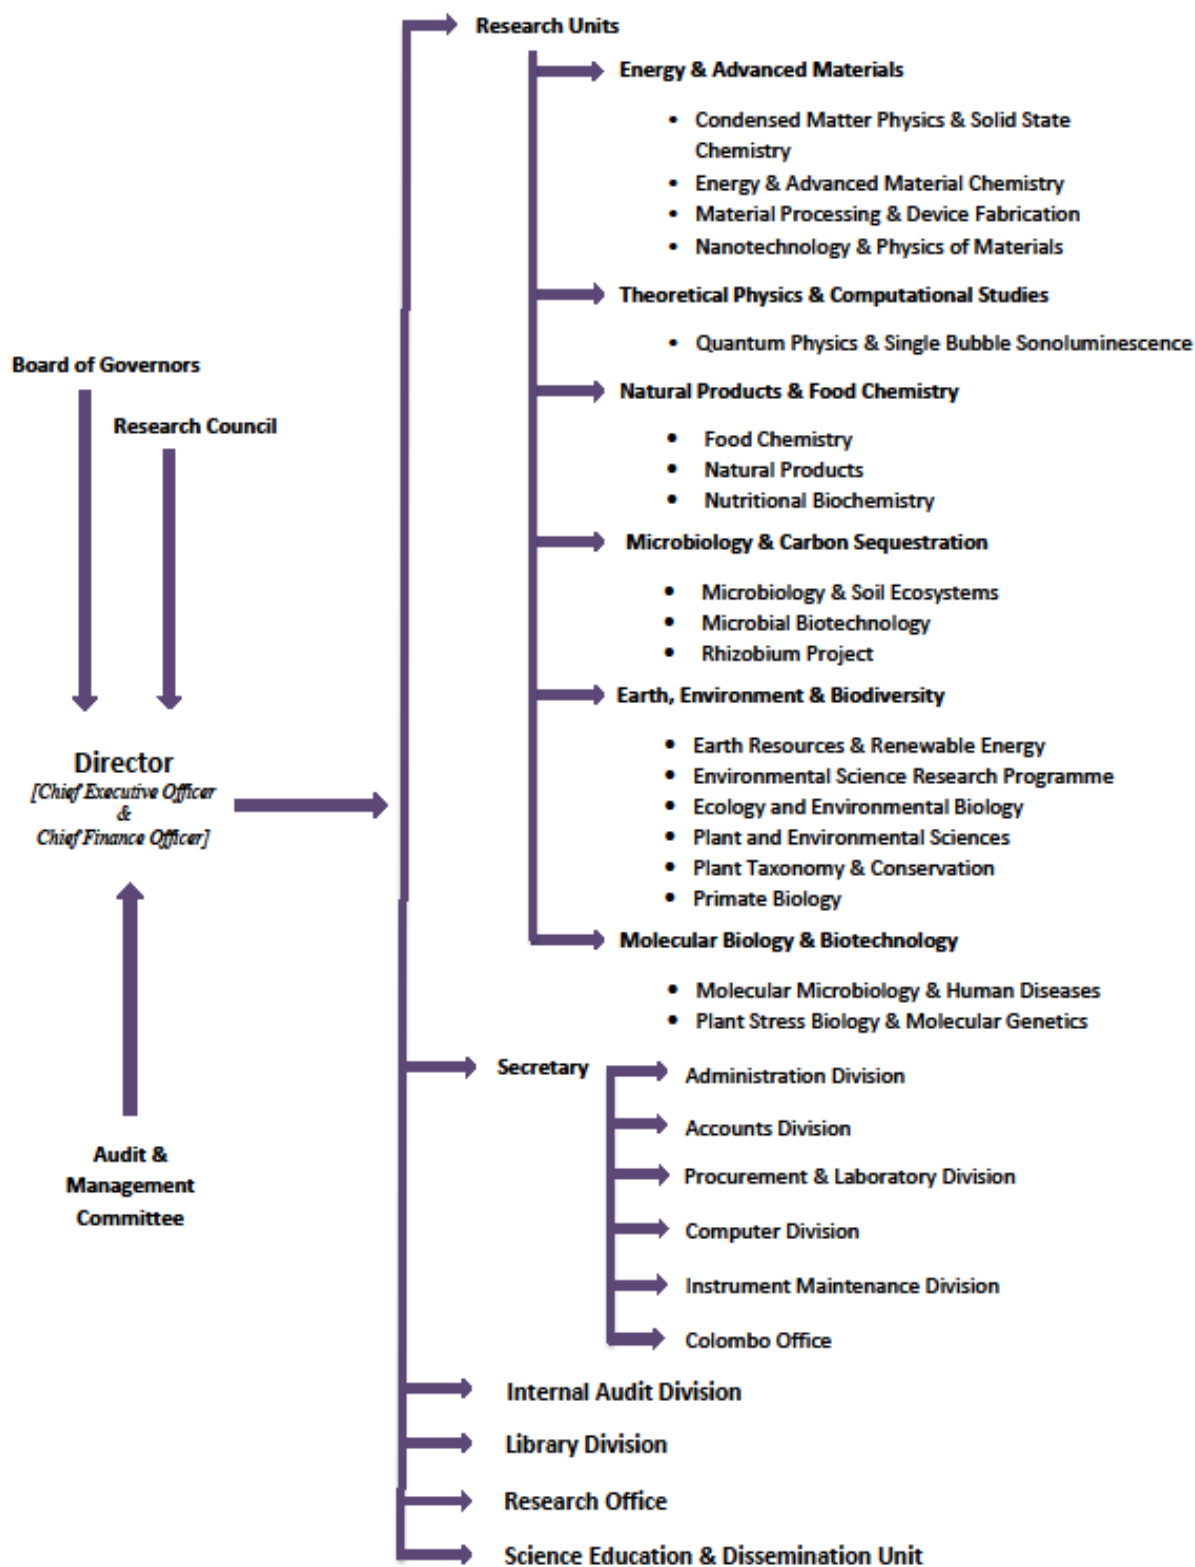 Research Units
Energy & Advanced Materials
• Condensed Matter Physics & Solid State
Chemistry
• Energy & Advanced Material Chemistry
• Material Processing & Device Fabrication
• Nanotechnology & Physics of Materials
Theoretical Physics & Computational Studies
• Quantum Physics & Single Bubble Sonoluminescence
Board of Governors
Research Council
Natural Products & Food Chemistry
• Food Chemistry
• Natural Products
• Nutritional Biochemistry
Microbiology & Carbon Sequestration
• Microbiology & Soil Ecosystems
• Microbial Biotechnology
• Rhizobium Project
Earth, Environment & Biodiversity
• Earth Resources & Renewable Energy
• Environmental Science Research Programme
• Ecology and Environmental Biology
• Plant and Environmental Sciences
• Plant Taxonomy & Conservation
• Primate Biology
Director
[Chief Executive Officer
&
Chief Finance Officer]
Molecular Biology & Biotechnology
• Molecular Microbiology & Human Diseases
• Plant Stress Biology & Molecular Genetics
Audit &
Management
Committee
Secretary
Administration Division
Accounts Division
Procurement & Laboratory Division
Computer Division
Instrument Maintenance Division
Colombo Office
Internal Audit Division
Library Division
Research Office
Science Education & Dissemination Unit